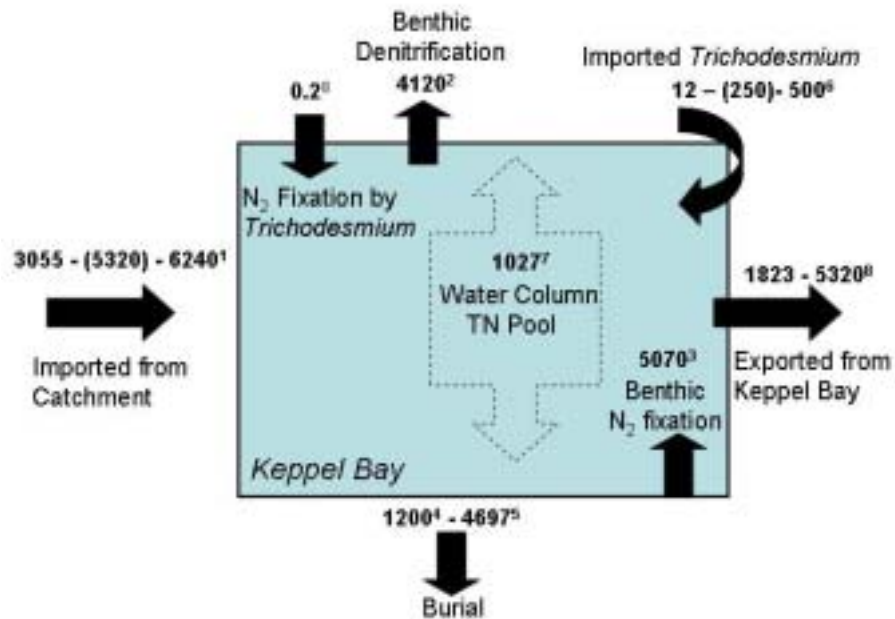 Benthic
Denitrification
4120²
Imported Trichodesmium
12 – (250)- 500⁶
0.2
N₂ Fixation by
Trichodesmium
3055 - (5320) - 6240¹
Imported from
Catchment
1027⁷
Water Column
TN Pool
1823 - 5320⁸
Exported from
Keppel Bay
5070³
Benthic
N₂ fixation
Keppel Bay
1200⁴ - 4697⁵
Burial